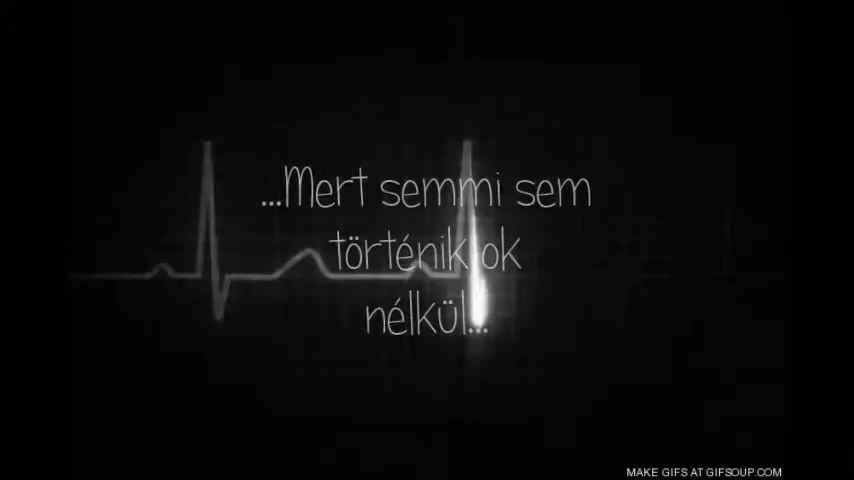 ...Mert semmi sem
történik ok
nélkül...
MAKE GIFS AT GIFSOUP.COM